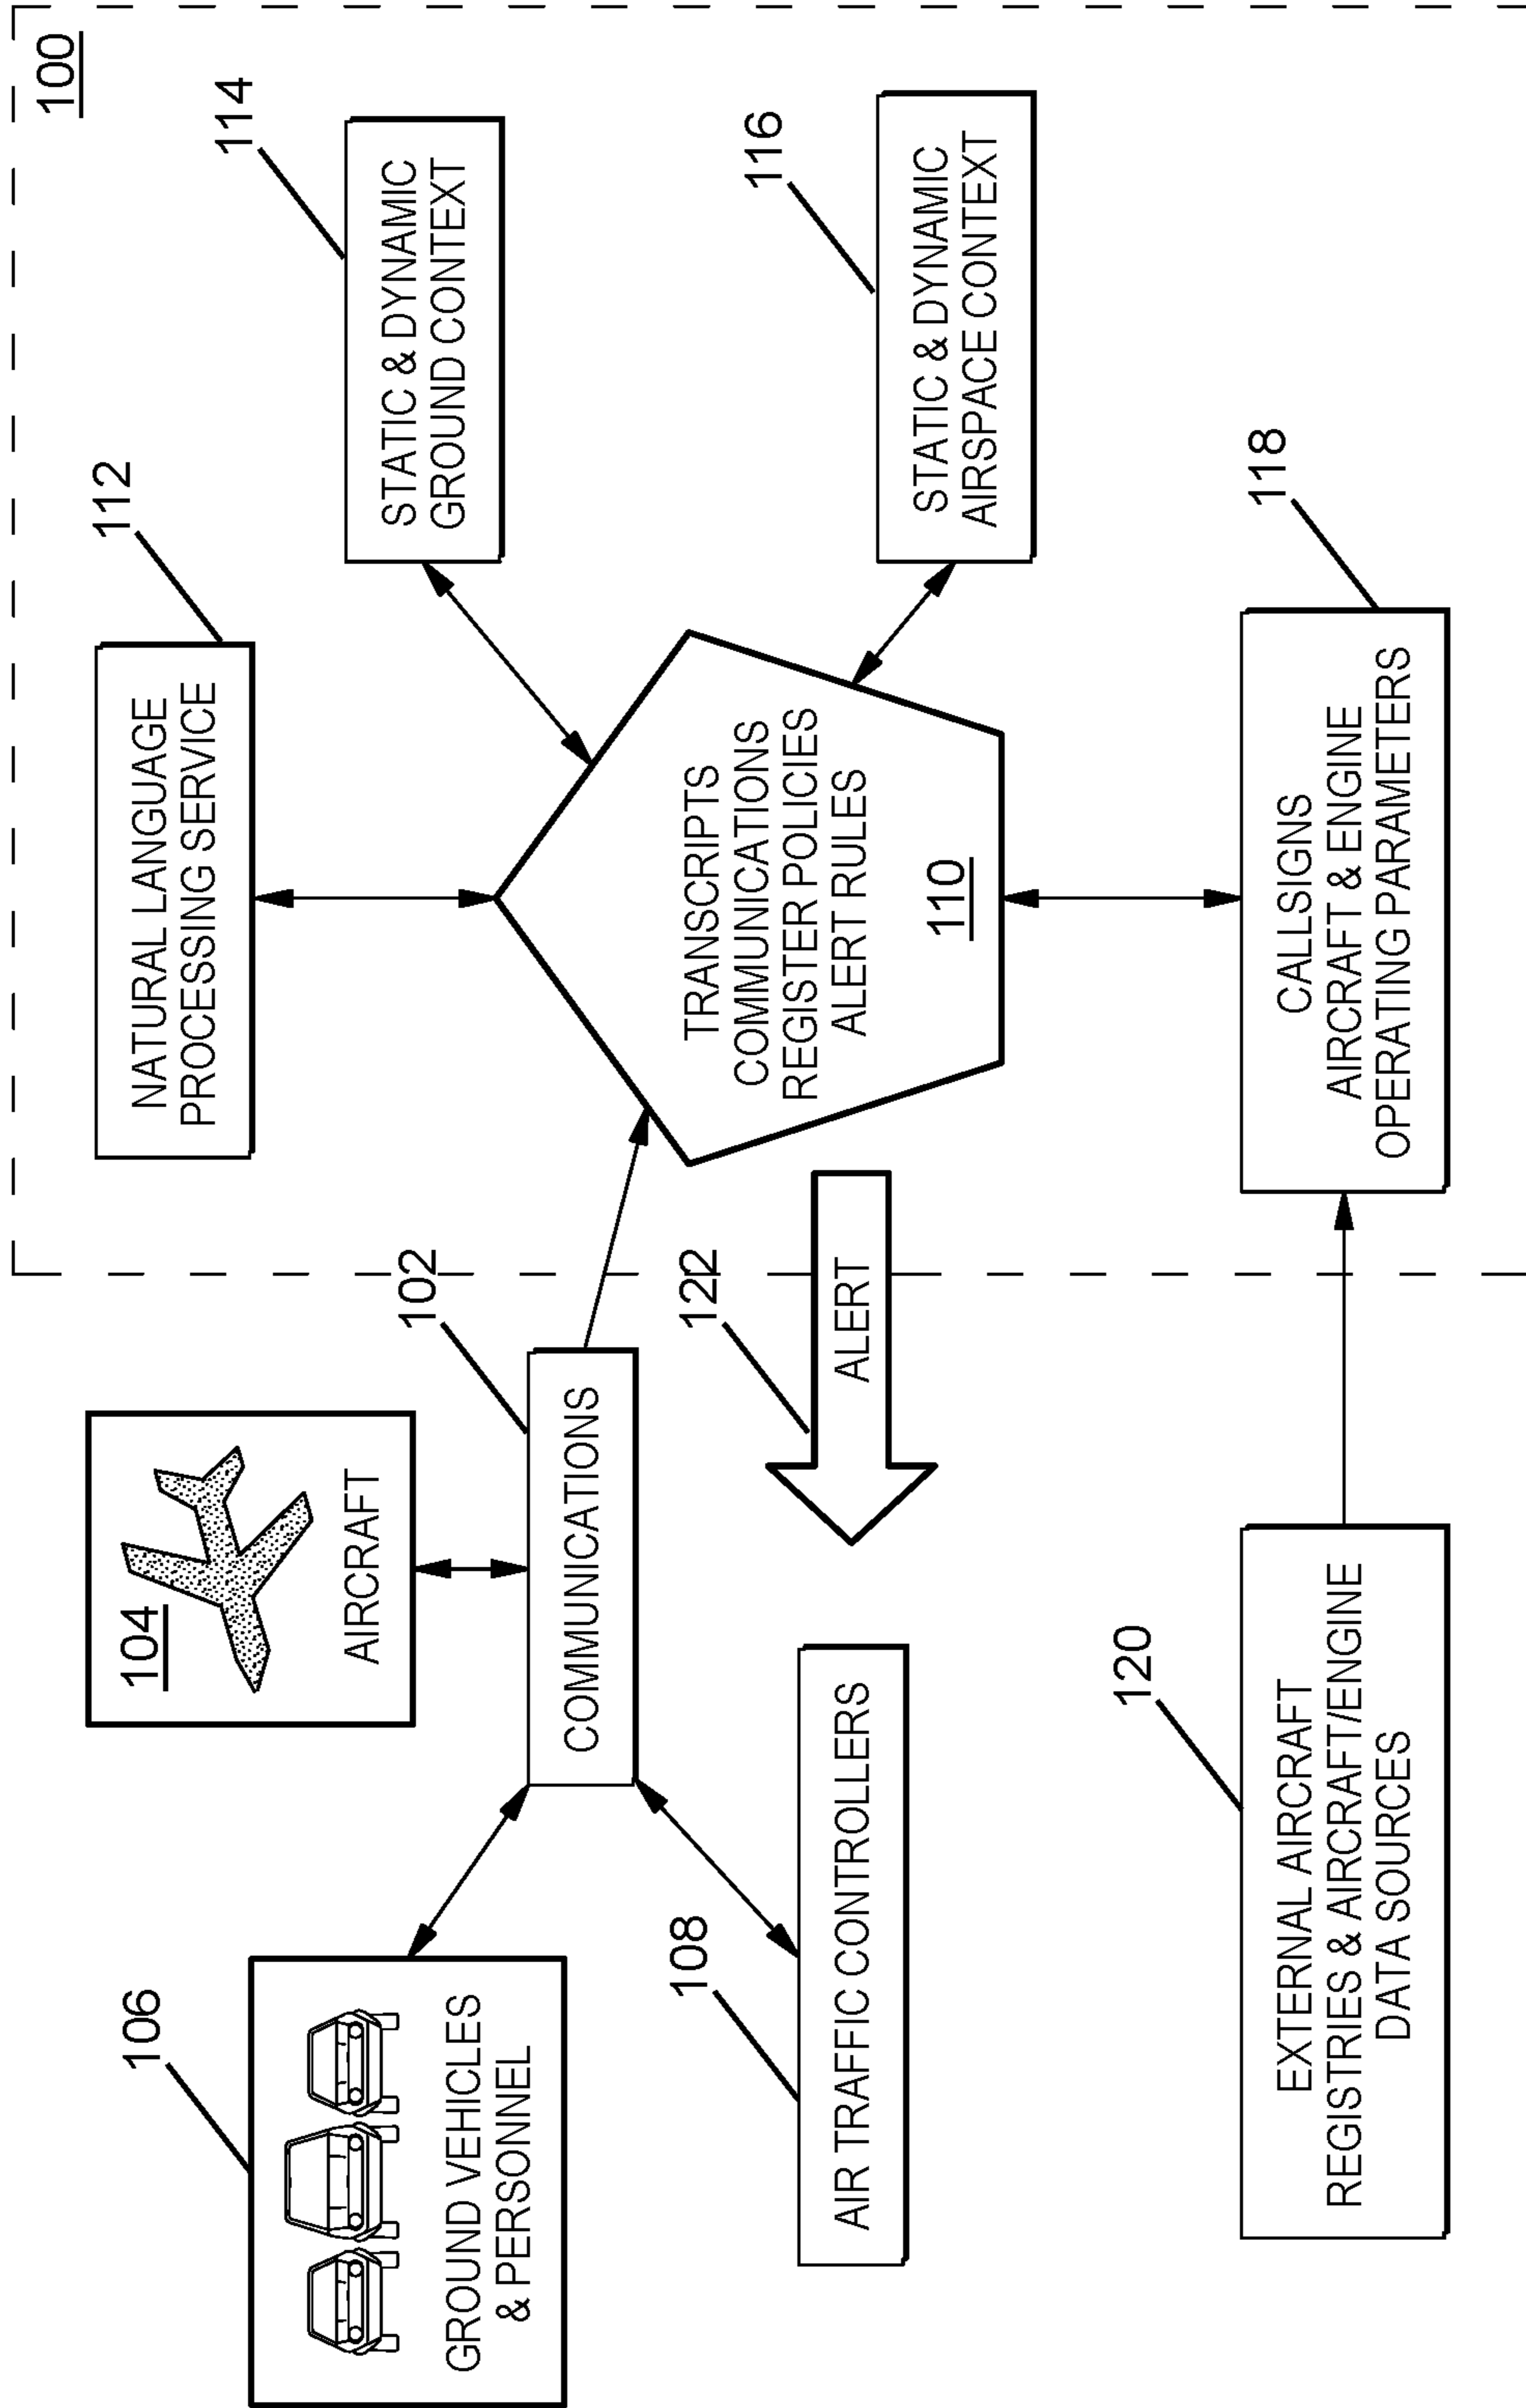 100
106
GROUND VEHICLES
& PERSONNEL
104
AIRCRAFT
102
COMMUNICATIONS
108
AIR TRAFFIC CONTROLLERS
122
ALERT
120
EXTERNAL AIRCRAFT
REGISTRIES & AIRCRAFT/ENGINE
DATA SOURCES
112
NATURAL LANGUAGE
PROCESSING SERVICE
114
STATIC & DYNAMIC
GROUND CONTEXT
TRANSCRIPTS
COMMUNICATIONS
REGISTER POLICIES
ALERT RULES
110
116
STATIC & DYNAMIC
AIRSPACE CONTEXT
118
CALLSIGNS
AIRCRAFT & ENGINE
OPERATING PARAMETERS